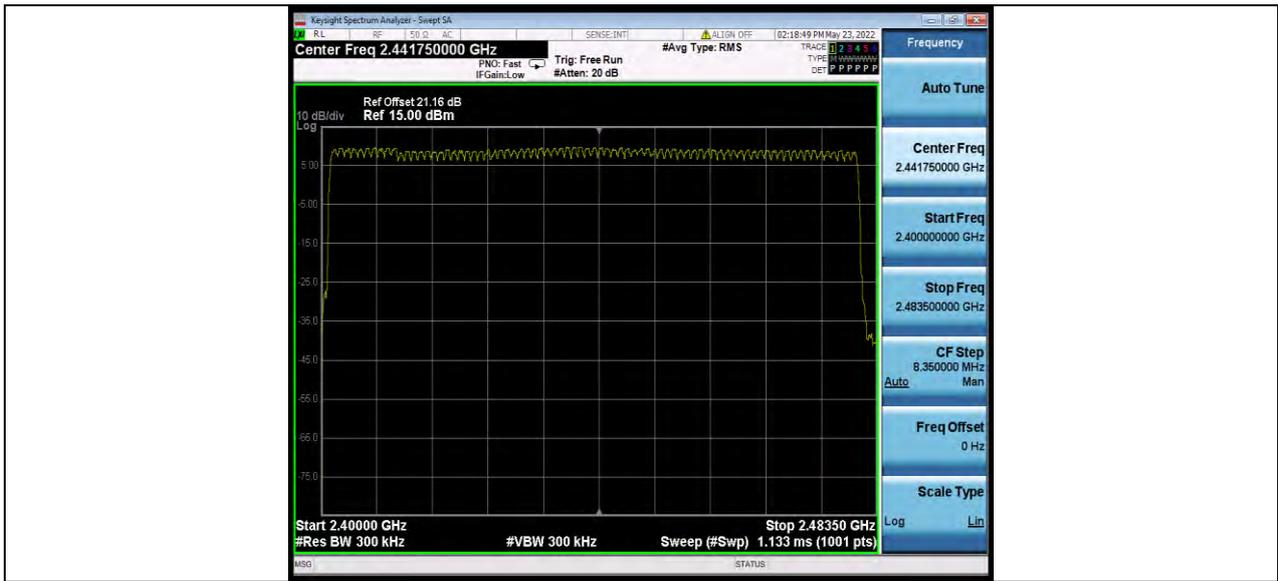 Keysight Spectrum Analyzer - Swept SA
LXI RL RF 50 Ω AC SENSE:INT ALIGN OFF 02:18:49 PM May 23, 2022
Center Freq 2.441750000 GHz #Avg Type: RMS TRACE 1 2 3 4 5 6
PNO: Fast Trig: Free Run TYPE M WWWWW
IFGain:Low #Atten: 20 dB DET P P P P P P
Frequency
Auto Tune
Ref Offset 21.16 dB
10 dB/div Ref 15.00 dBm
Log
5.00
-5.00
-15.0
-25.0
-35.0
-45.0
-55.0
-65.0
-75.0
Start 2.40000 GHz Stop 2.48350 GHz
#Res BW 300 kHz #VBW 300 kHz Sweep (#Swp) 1.133 ms (1001 pts)
Center Freq
2.441750000 GHz
Start Freq
2.400000000 GHz
Stop Freq
2.483500000 GHz
CF Step
8.350000 MHz
Auto Man
Freq Offset
0 Hz
Scale Type
Log Lin
MSG STATUS